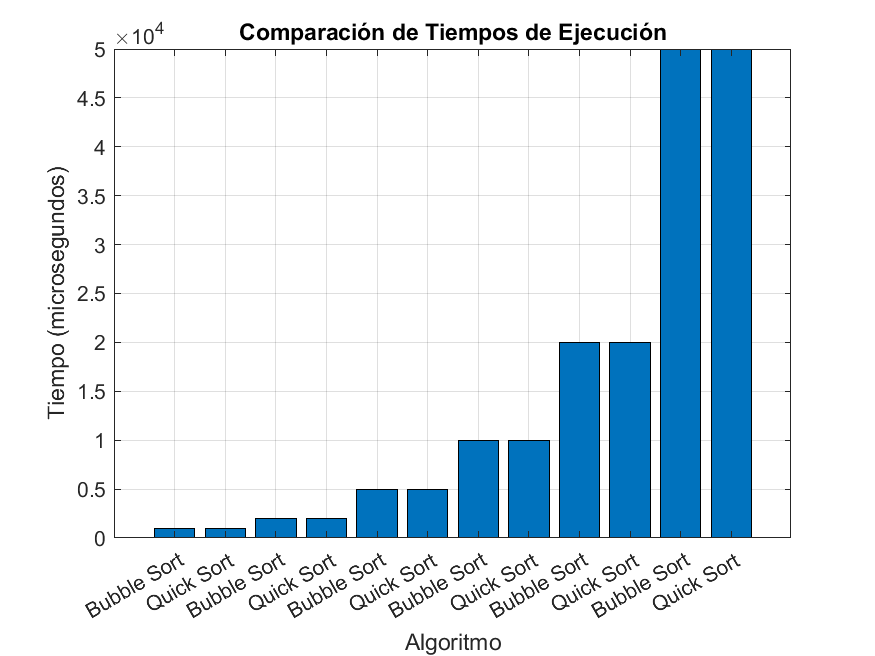 Comparación de Tiempos de Ejecución
×10⁴
5
4.5
4
3.5
3
2.5
2
1.5
1
0.5
0
Tiempo (microsegundos)
Bubble Sort
Quick Sort
Bubble Sort
Quick Sort
Bubble Sort
Quick Sort
Bubble Sort
Quick Sort
Bubble Sort
Quick Sort
Bubble Sort
Quick Sort
Algoritmo